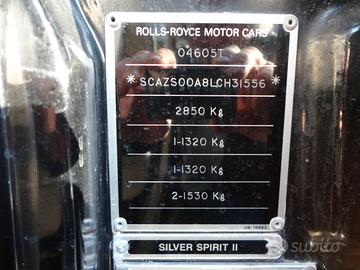 ROLLS-ROYCE MOTOR CARS
04605T
*SCAZS00A8LCH31556*
2850 Kg
1-1320 Kg
1-1320 Kg
2-1530 Kg
SILVER SPIRIT II
subito